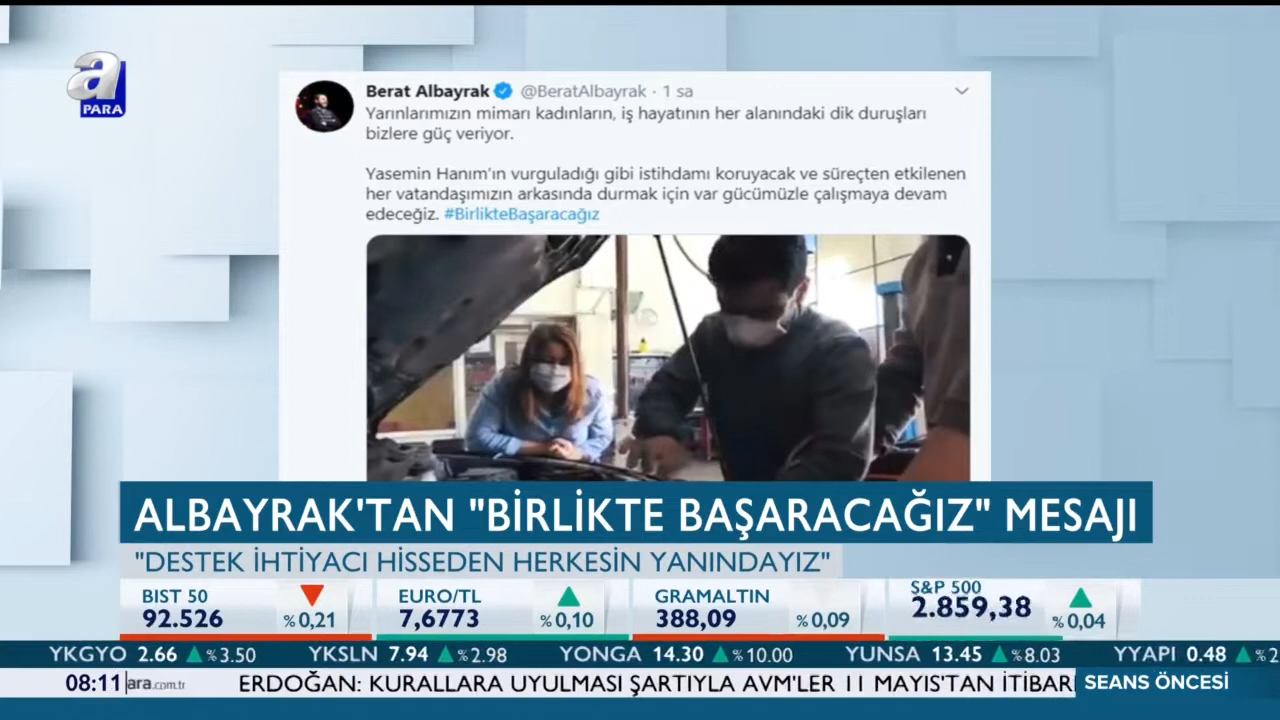 a
PARA
Berat Albayrak @BeratAlbayrak · 1 sa
Yarınlarımızın mimarı kadınların, iş hayatının her alanındaki dik duruşları
bizlere güç veriyor.
Yasemin Hanım'ın vurguladığı gibi istihdamı koruyacak ve süreçten etkilenen
her vatandaşımızın arkasında durmak için var gücümüzle çalışmaya devam
edeceğiz. #BirlikteBaşaracağız
ALBAYRAK'TAN "BİRLİKTE BAŞARACAĞIZ" MESAJI
"DESTEK İHTİYACI HİSSEDEN HERKESİN YANINDAYIZ"
BIST 50 92.526 %0,21
EURO/TL 7,6773 %0,10
GRAMALTIN 388,09 %0,09
S&P 500 2.859,38 %0,04
YKGYO 2.66 %3.50 YKSLN 7.94 %2.98 YONGA 14.30 %10.00 YUNSA 13.45 %8.03 YYAPI 0.48 %2
08:11 ara.com.tr ERDOĞAN: KURALLARA UYULMASI ŞARTIYLA AVM'LER 11 MAYIS'TAN İTİBARI SEANS ÖNCESİ